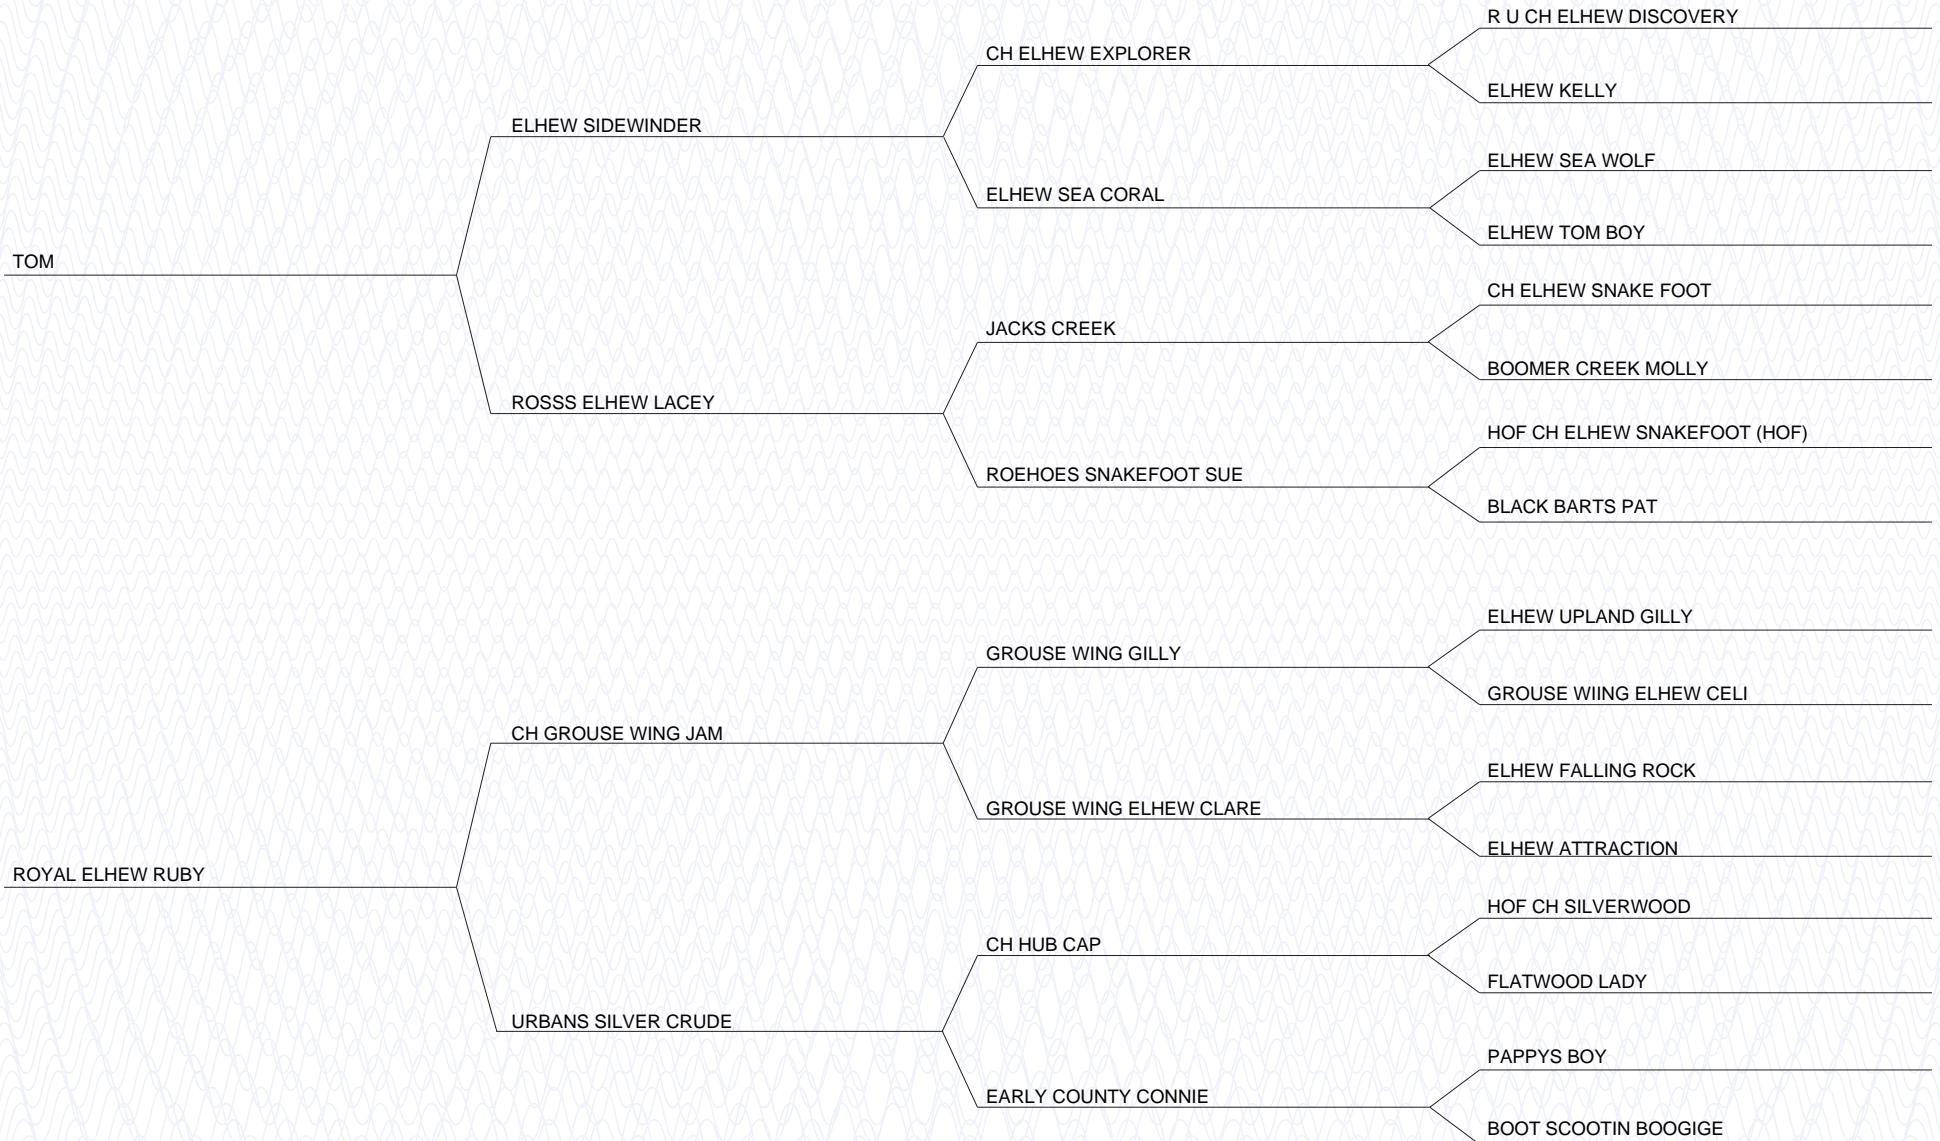 R U CH ELHEW DISCOVERY
CH ELHEW EXPLORER
ELHEW KELLY
ELHEW SIDEWINDER
ELHEW SEA WOLF
ELHEW SEA CORAL
ELHEW TOM BOY
TOM
CH ELHEW SNAKE FOOT
JACKS CREEK
BOOMER CREEK MOLLY
ROSSS ELHEW LACEY
HOF CH ELHEW SNAKEFOOT (HOF)
ROEHOES SNAKEFOOT SUE
BLACK BARTS PAT
ELHEW UPLAND GILLY
GROUSE WING GILLY
GROUSE WIING ELHEW CELI
CH GROUSE WING JAM
ELHEW FALLING ROCK
GROUSE WING ELHEW CLARE
ELHEW ATTRACTION
ROYAL ELHEW RUBY
HOF CH SILVERWOOD
CH HUB CAP
FLATWOOD LADY
URBANS SILVER CRUDE
PAPPYS BOY
EARLY COUNTY CONNIE
BOOT SCOOTIN BOOGIGE